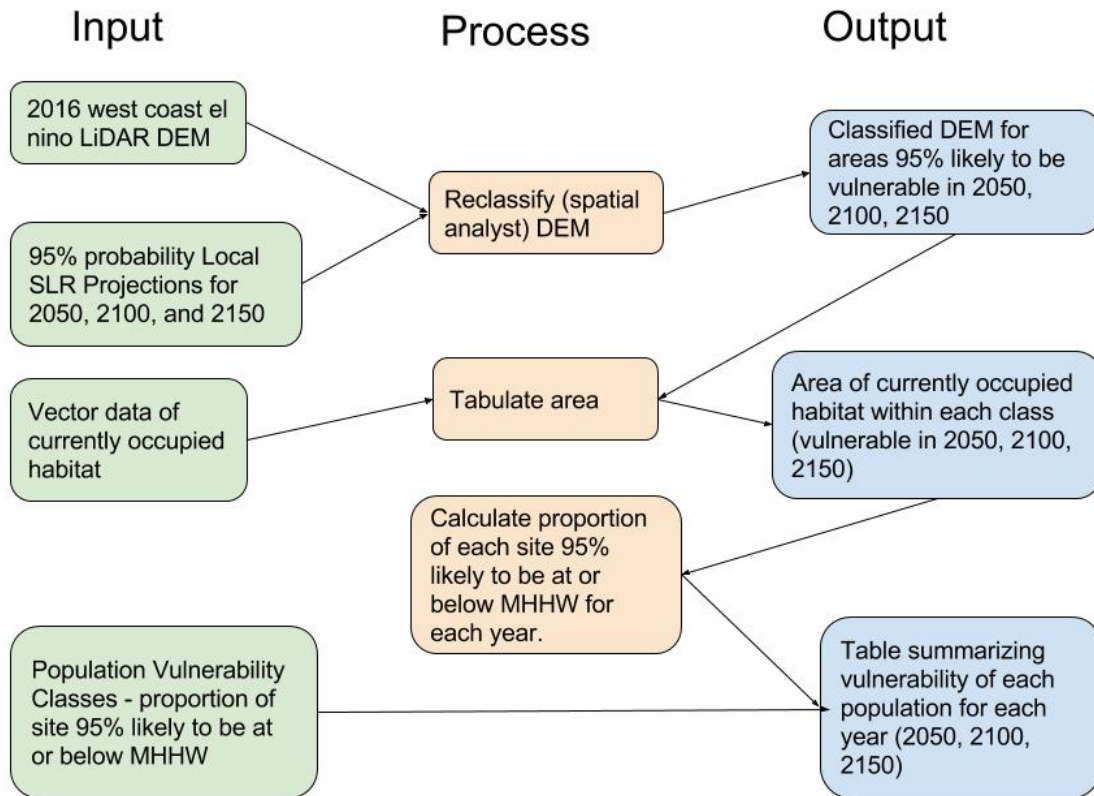 Input
Process
Output
2016 west coast el
nino LiDAR DEM
95% probability Local
SLR Projections for
2050, 2100, and 2150
Reclassify (spatial
analyst) DEM
Classified DEM for
areas 95% likely to be
vulnerable in 2050,
2100, 2150
Vector data of
currently occupied
habitat
Tabulate area
Area of currently occupied
habitat within each class
(vulnerable in 2050, 2100,
2150)
Calculate proportion
of each site 95%
likely to be at or
below MHHW for
each year.
Population Vulnerability
Classes - proportion of
site 95% likely to be at
or below MHHW
Table summarizing
vulnerability of each
population for each
year (2050, 2100,
2150)